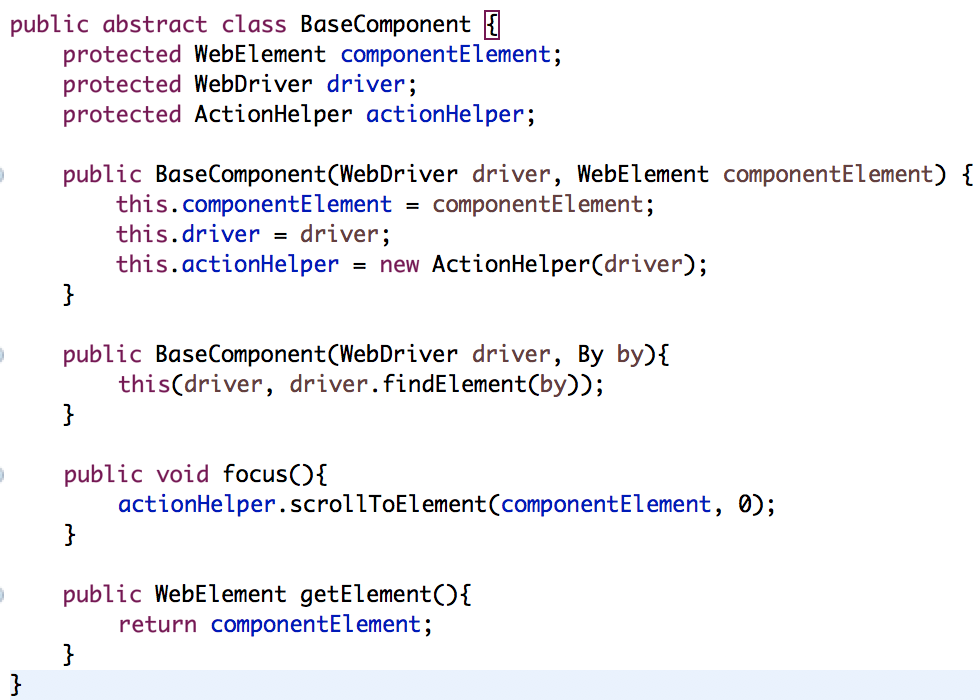 public abstract class BaseComponent {
    protected WebElement componentElement;
    protected WebDriver driver;
    protected ActionHelper actionHelper;

    public BaseComponent(WebDriver driver, WebElement componentElement) {
        this.componentElement = componentElement;
        this.driver = driver;
        this.actionHelper = new ActionHelper(driver);
    }

    public BaseComponent(WebDriver driver, By by){
        this(driver, driver.findElement(by));
    }

    public void focus(){
        actionHelper.scrollToElement(componentElement, 0);
    }

    public WebElement getElement(){
        return componentElement;
    }
}